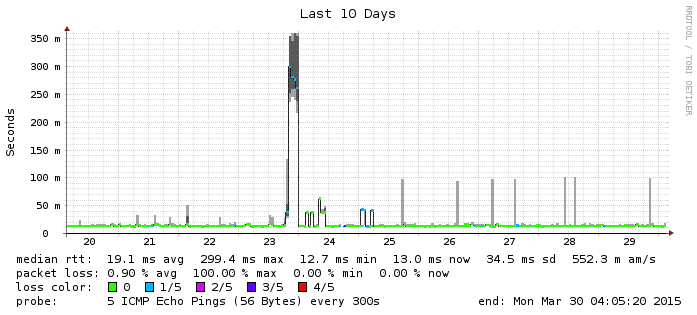 Last 10 Days
RRDTOOL / TOBI OETIKER
Seconds
350 m
300 m
250 m
200 m
150 m
100 m
50 m
0
20 21 22 23 24 25 26 27 28 29
median rtt: 19.1 ms avg 299.4 ms max 12.7 ms min 13.0 ms now 34.5 ms sd 552.3 m am/s
packet loss: 0.90 % avg 100.00 % max 0.00 % min 0.00 % now
loss color: 0 1/5 2/5 3/5 4/5
probe: 5 ICMP Echo Pings (56 Bytes) every 300s end: Mon Mar 30 04:05:20 2015